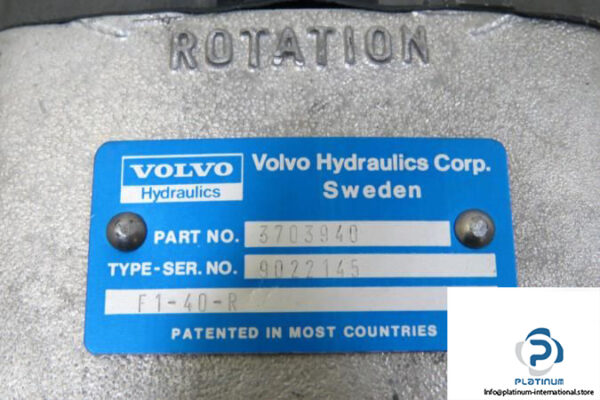 ROTATION
VOLVO
Hydraulics
Volvo Hydraulics Corp.
Sweden
PART NO. 3703940
TYPE-SER. NO. 9022145
F1-40-R
PATENTED IN MOST COUNTRIES
PLATINUM
Info@platinum-international.store